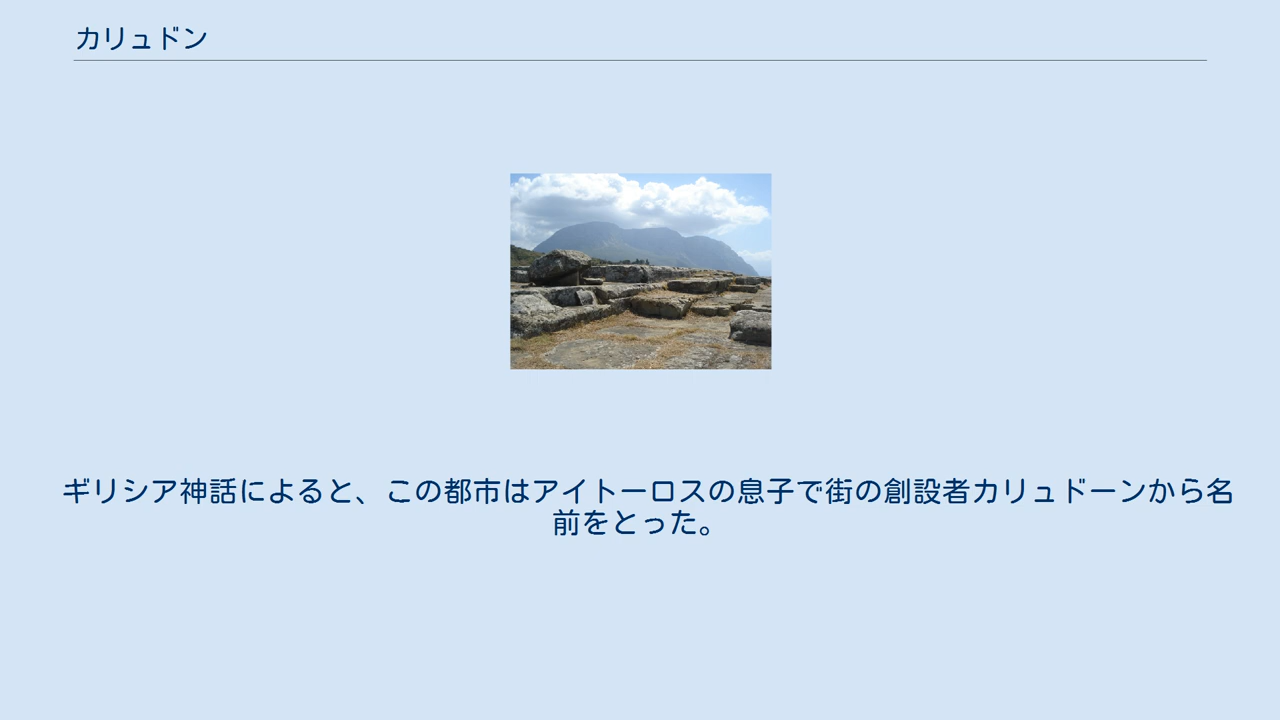 カリュドン
ギリシア神話によると、この都市はアイトーロスの息子で街の創設者カリュドーンから名
前をとった。